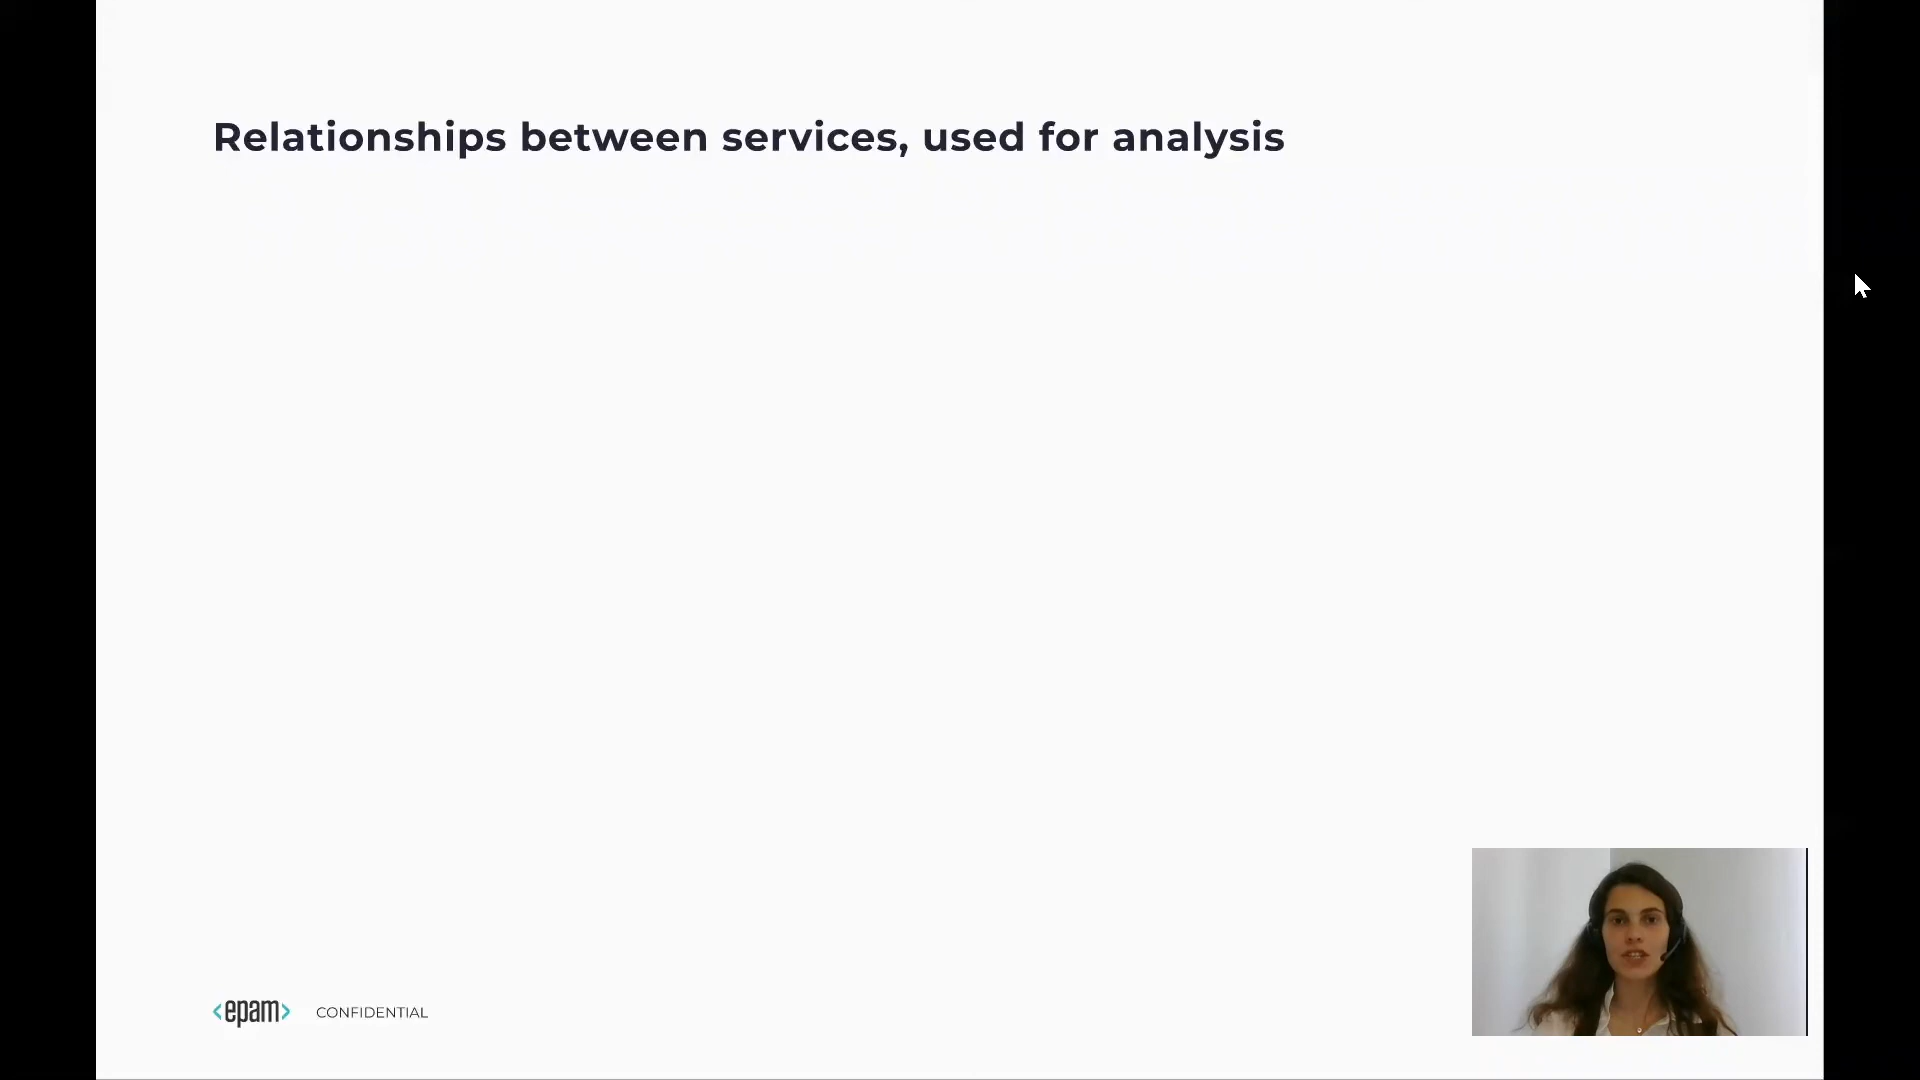 Relationships between services, used for analysis
<epam> CONFIDENTIAL